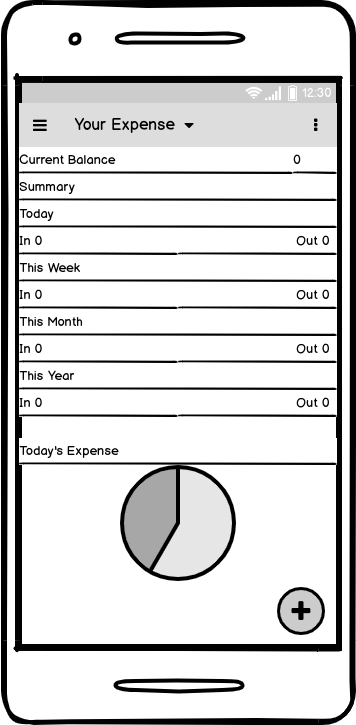 12:30
Your Expense
Current Balance 0
Summary
Today
In 0 Out 0
This Week
In 0 Out 0
This Month
In 0 Out 0
This Year
In 0 Out 0
Today's Expense